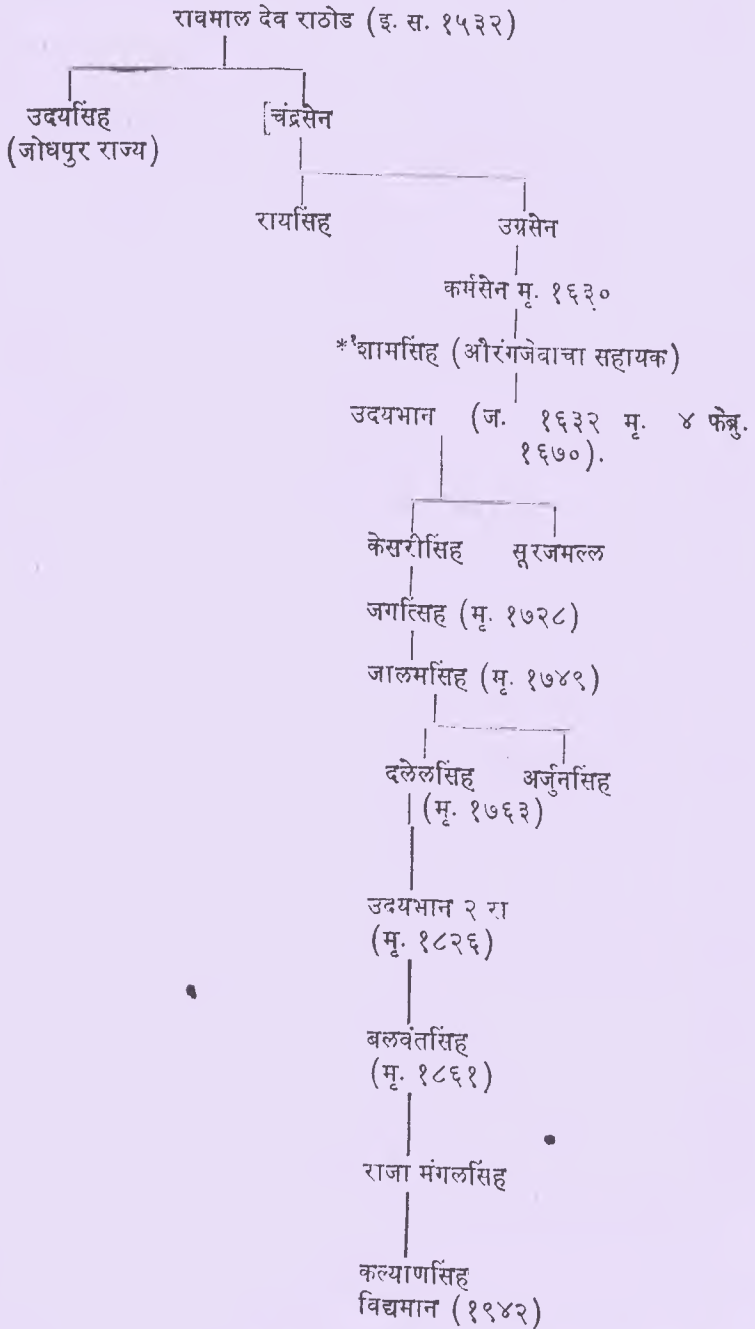 रावमाल देव राठोड (इ. स. १५३२)
उदयसिंह [चंद्रसेन
(जोधपुर राज्य)
रायसिंह उग्रसेन
कर्मसेन मृ. १६३०
*'शामसिंह (औरंगजेबाचा सहायक)
उदयभान (ज. १६३२ मृ. ४ फेब्रु.
१६७०).
केसरीसिंह सूरजमल्ल
जगत्सिंह (मृ. १७२८)
जालमसिंह (मृ. १७४९)
दलेलसिंह अर्जुनसिंह
(मृ. १७६३)
उदयभान २ रा
(मृ. १८२६)
बलवंतसिंह
(मृ. १८६१)
राजा मंगलसिंह
कल्याणसिंह
विद्यमान (१९४२)